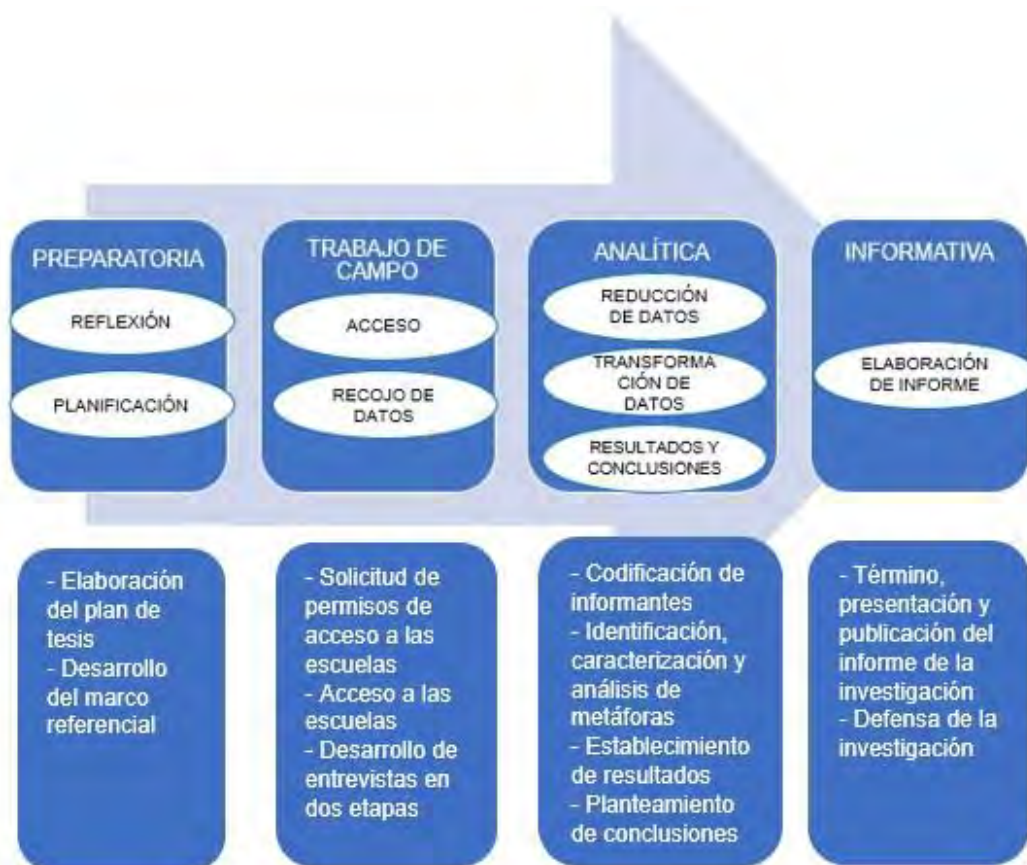 PREPARATORIA
REFLEXIÓN
PLANIFICACIÓN
TRABAJO DE
CAMPO
ACCESO
RECOJO DE
DATOS
ANALÍTICA
REDUCCIÓN
DE DATOS
TRANSFORMA
CIÓN DE
DATOS
RESULTADOS Y
CONCLUSIONES
INFORMATIVA
ELABORACIÓN
DE INFORME
- Elaboración
del plan de
tesis
- Desarrollo
del marco
referencial
- Solicitud de
permisos de
acceso a las
escuelas
- Acceso a las
escuelas
- Desarrollo de
entrevistas en
dos etapas
- Codificación de
informantes
- Identificación,
caracterización y
análisis de
metáforas
- Establecimiento
de resultados
- Planteamiento
de conclusiones
- Término,
presentación y
publicación del
informe de la
investigación
- Defensa de la
investigación